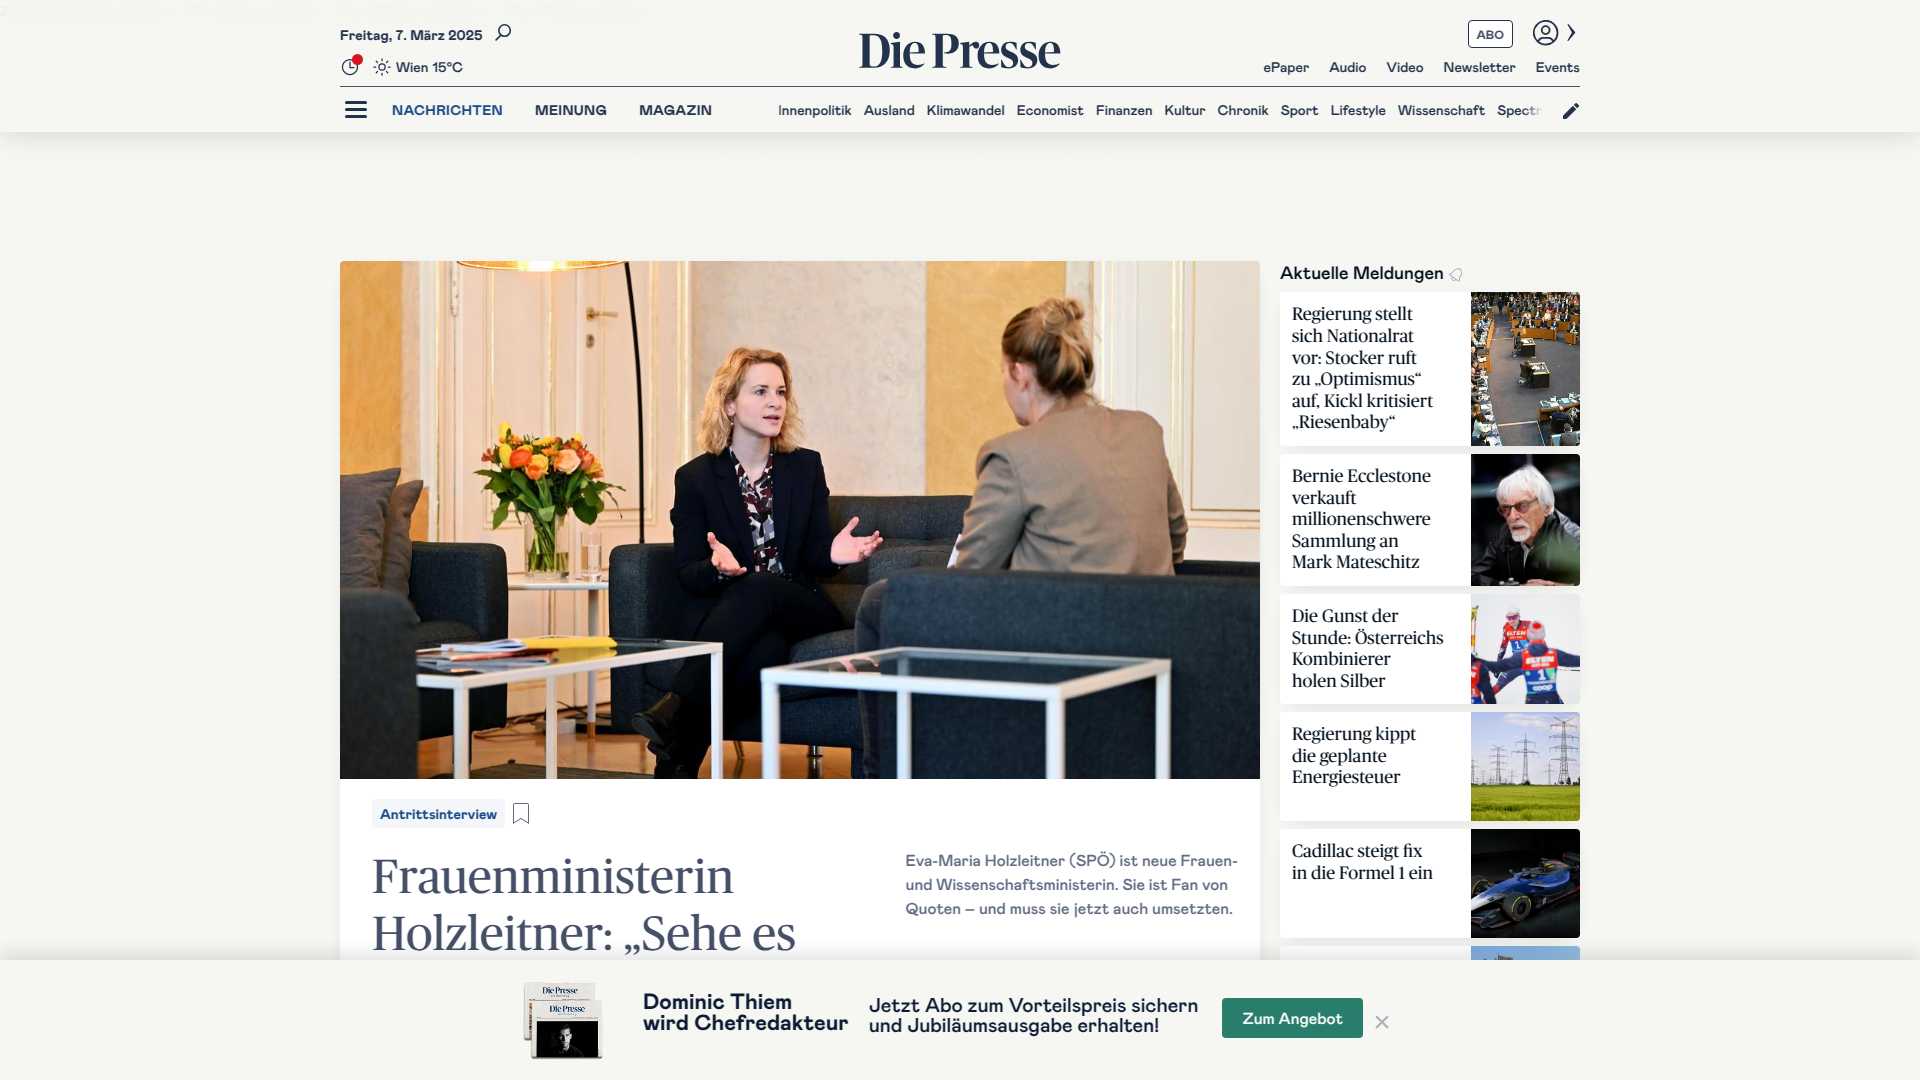 Freitag, 7. März 2025
Wien 15°C
Die Presse
ABO
ePaper Audio Video Newsletter Events
NACHRICHTEN MEINUNG MAGAZIN
Innenpolitik Ausland Klimawandel Economist Finanzen Kultur Chronik Sport Lifestyle Wissenschaft Spectr
Antrittsinterview
Frauenministerin
Holzleitner: „Sehe es
Eva-Maria Holzleitner (SPÖ) ist neue Frauen-
und Wissenschaftsministerin. Sie ist Fan von
Quoten – und muss sie jetzt auch umsetzten.
Aktuelle Meldungen
Regierung stellt
sich Nationalrat
vor: Stocker ruft
zu „Optimismus“
auf, Kickl kritisiert
„Riesenbaby“
Bernie Ecclestone
verkauft
millionenschwere
Sammlung an
Mark Mateschitz
Die Gunst der
Stunde: Österreichs
Kombinierer
holen Silber
ELTEN
1
ELTEN
1
coop
Regierung kippt
die geplante
Energiesteuer
Cadillac steigt fix
in die Formel 1 ein
Die Presse
Die Presse
Dominic Thiem
wird Chefredakteur
Jetzt Abo zum Vorteilspreis sichern
und Jubiläumsausgabe erhalten!
Zum Angebot